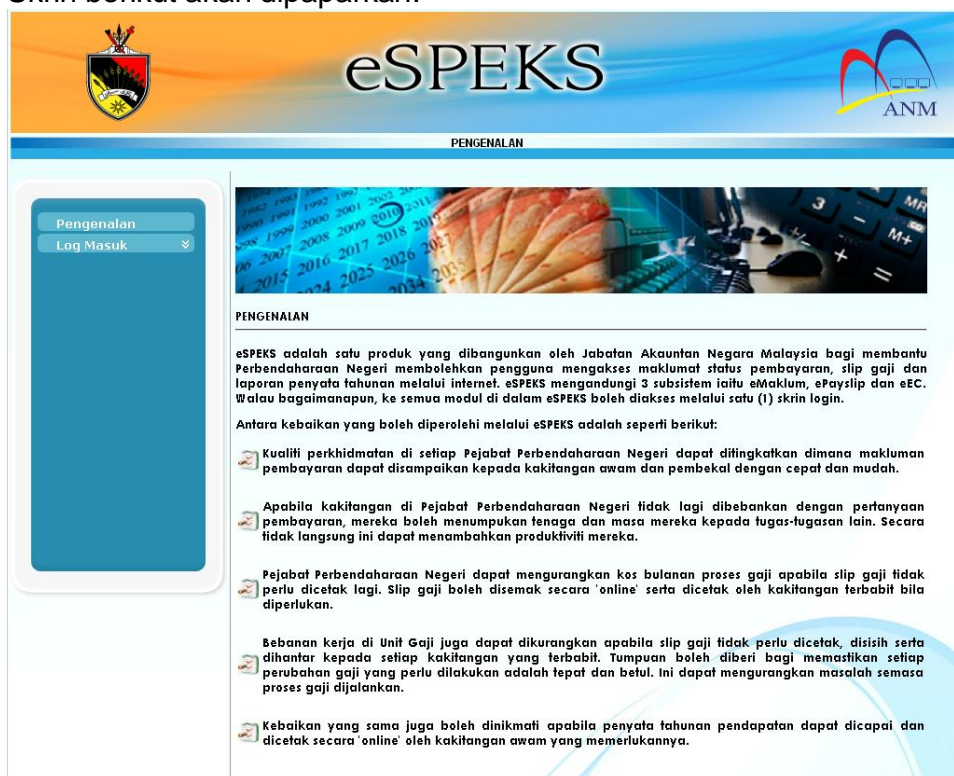 Skrin berikut akan dipaparkan:
eSPEKS
ANM
PENGENALAN
Pengenalan
Log Masuk
PENGENALAN
eSPEKS adalah satu produk yang dibangunkan oleh Jabatan Akauntan Negara Malaysia bagi membantu
Perbendaharaan Negeri membolehkan pengguna mengakses maklumat status pembayaran, slip gaji dan
laporan penyata tahunan melalui internet. eSPEKS mengandungi 3 subsistem iaitu eMaklum, ePayslip dan eEC.
Walau bagaimanapun, ke semua modul di dalam eSPEKS boleh diakses melalui satu (1) skrin login.
Antara kebaikan yang boleh diperolehi melalui eSPEKS adalah seperti berikut:
Kualiti perkhidmatan di setiap Pejabat Perbendaharaan Negeri dapat ditingkatkan dimana makluman
pembayaran dapat disampaikan kepada kakitangan awam dan pembekal dengan cepat dan mudah.
Apabila kakitangan di Pejabat Perbendaharaan Negeri tidak lagi dibebankan dengan pertanyaan
pembayaran, mereka boleh menumpukan tenaga dan masa mereka kepada tugas-tugasan lain. Secara
tidak langsung ini dapat menambahkan produktiviti mereka.
Pejabat Perbendaharaan Negeri dapat mengurangkan kos bulanan proses gaji apabila slip gaji tidak
perlu dicetak lagi. Slip gaji boleh disemak secara 'online' serta dicetak oleh kakitangan terbabit bila
diperlukan.
Bebanan kerja di Unit Gaji juga dapat dikurangkan apabila slip gaji tidak perlu dicetak, disisih serta
dihantar kepada setiap kakitangan yang terbabit. Tumpuan boleh diberi bagi memastikan setiap
perubahan gaji yang perlu dilakukan adalah tepat dan betul. Ini dapat mengurangkan masalah semasa
proses gaji dijalankan.
Kebaikan yang sama juga boleh dinikmati apabila penyata tahunan pendapatan dapat dicapai dan
dicetak secara 'online' oleh kakitangan awam yang memerlukannya.